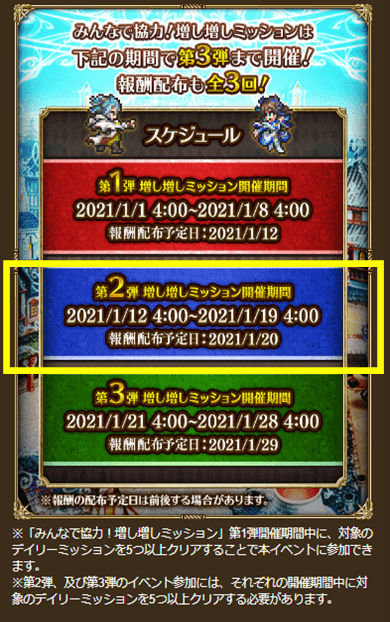 みんなで協力！増し増しミッションは
下記の期間で第3弾まで開催！
報酬配布も全3回！
スケジュール
第1弾 増し増しミッション開催期間
2021/1/1 4:00~2021/1/8 4:00
報酬配布予定日：2021/1/12
第2弾 増し増しミッション開催期間
2021/1/12 4:00~2021/1/19 4:00
報酬配布予定日：2021/1/20
第3弾 増し増しミッション開催期間
2021/1/21 4:00~2021/1/28 4:00
報酬配布予定日：2021/1/29
※報酬の配布予定日は前後する場合があります。
※「みんなで協力！増し増しミッション」第1弾開催期間中に、対象の
デイリーミッションを5つ以上クリアすることで本イベントに参加でき
ます。
※第2弾、及び第3弾のイベント参加には、それぞれの開催期間中に対
象のデイリーミッションを5つ以上クリアする必要があります。